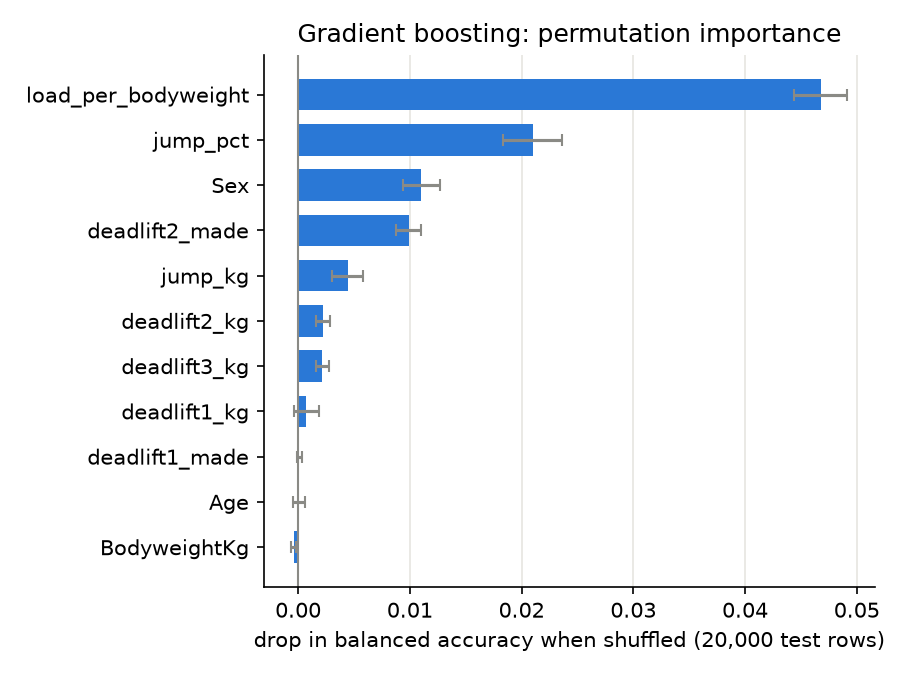 Gradient boosting: permutation importance
load_per_bodyweight
jump_pct
Sex
deadlift2_made
jump_kg
deadlift2_kg
deadlift3_kg
deadlift1_kg
deadlift1_made
Age
BodyweightKg
0.00 0.01 0.02 0.03 0.04 0.05
drop in balanced accuracy when shuffled (20,000 test rows)